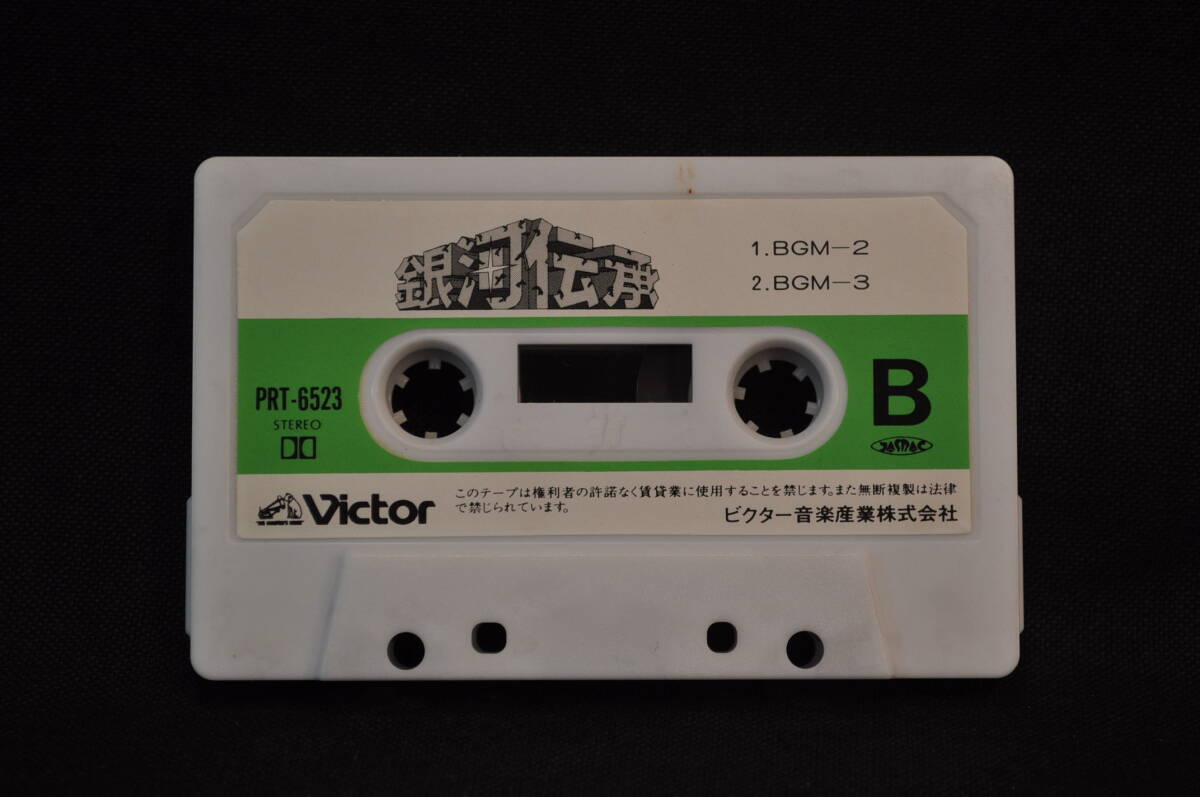 銀河伝承
1.BGM－2
2.BGM－3
PRT-6523
STEREO
B
JASRAC
Victor
"HIS MASTER'S VOICE"
このテープは権利者の許諾なく賃貸業に使用することを禁じます。また無断複製は法律
で禁じられています。
ビクター音楽産業株式会社